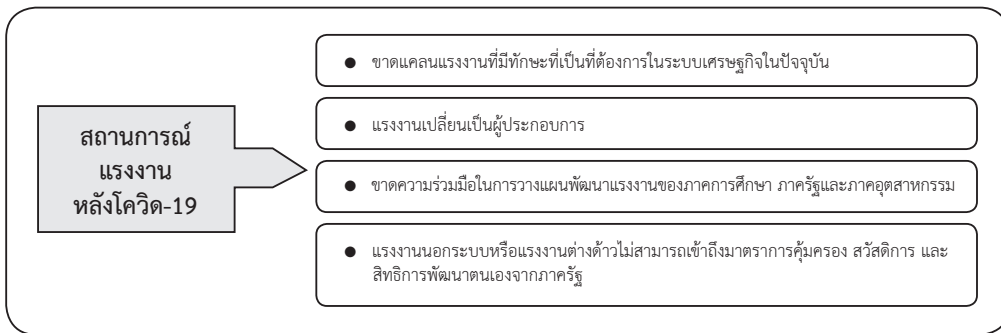 สถานการณ์
แรงงาน
หลังโควิด-19
● ขาดแคลนแรงงานที่มีทักษะที่เป็นที่ต้องการในระบบเศรษฐกิจในปัจจุบัน
● แรงงานเปลี่ยนเป็นผู้ประกอบการ
● ขาดความร่วมมือในการวางแผนพัฒนาแรงงานของภาคการศึกษา ภาครัฐและภาคอุตสาหกรรม
● แรงงานนอกระบบหรือแรงงานต่างด้าวไม่สามารถเข้าถึงมาตราการคุ้มครอง สวัสดิการ และ
สิทธิการพัฒนาตนเองจากภาครัฐ